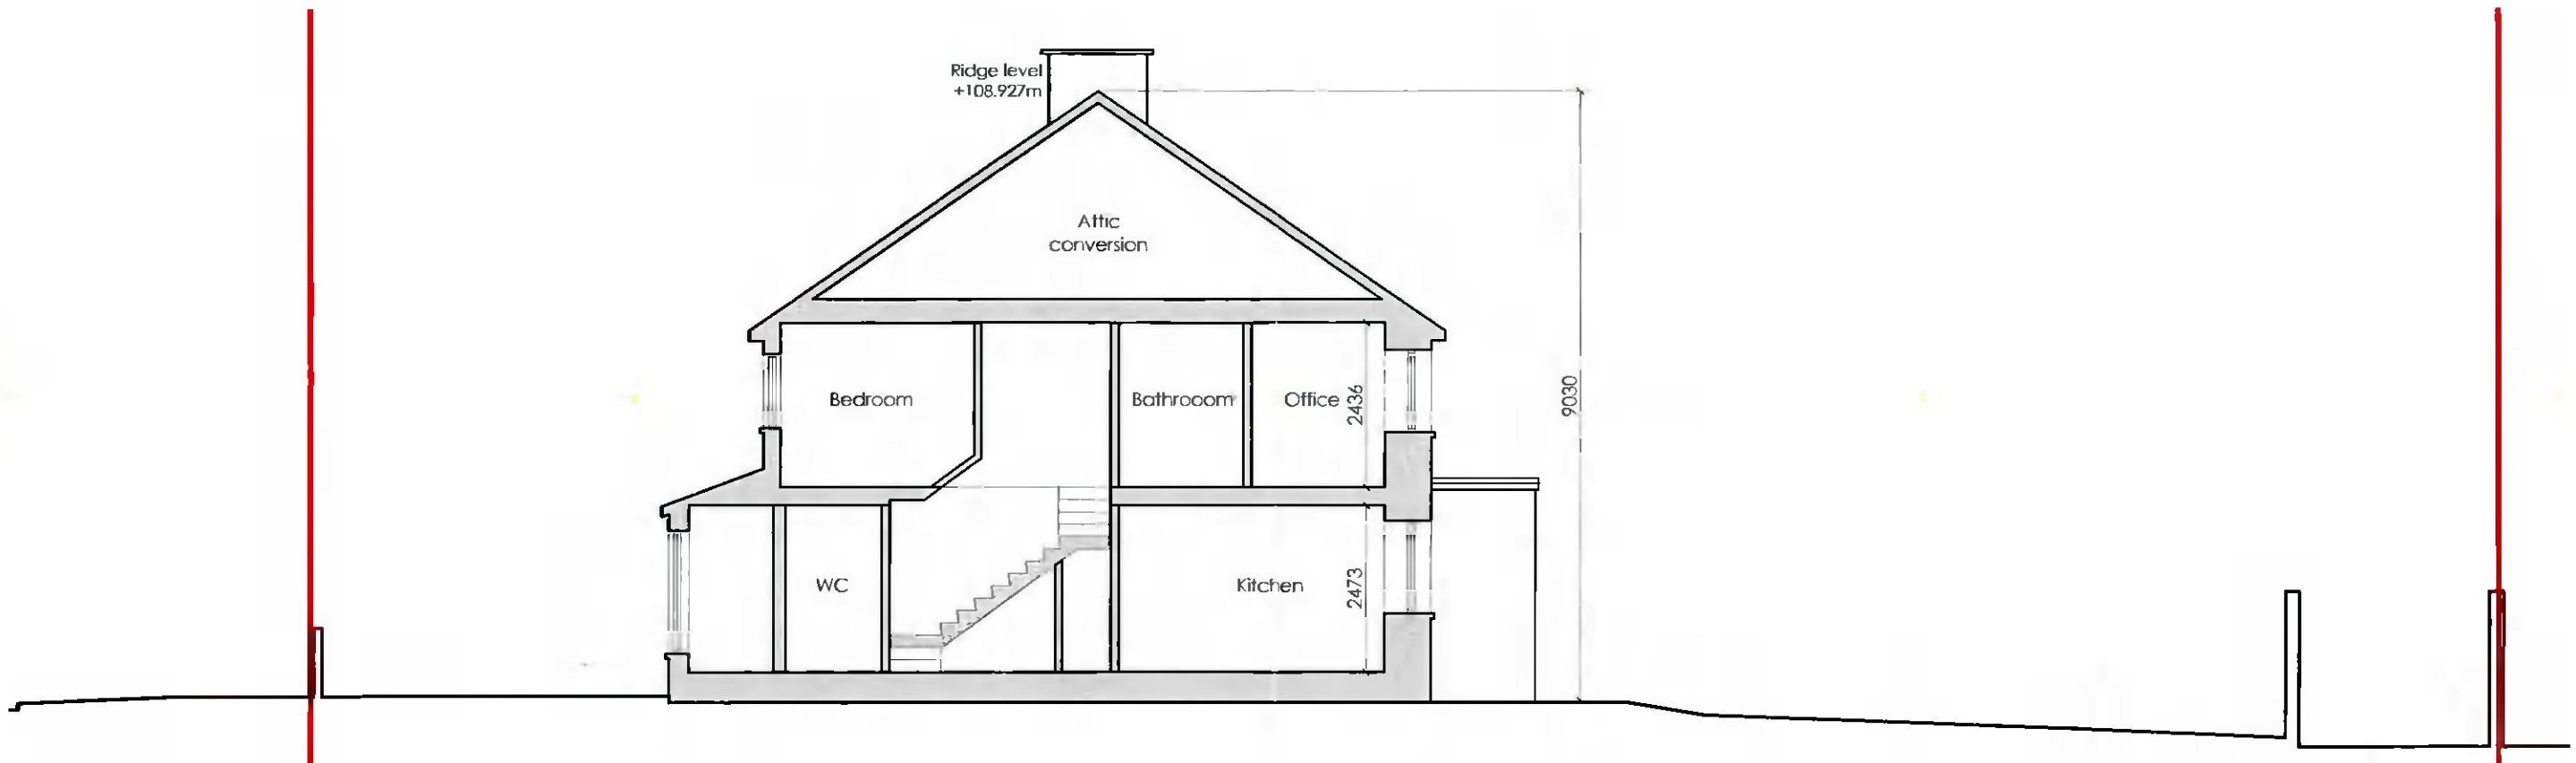 Ridge level
+108.927m
Attic
conversion
Bedroom
Bathrooom
Office
2436
9030
WC
Kitchen
2473